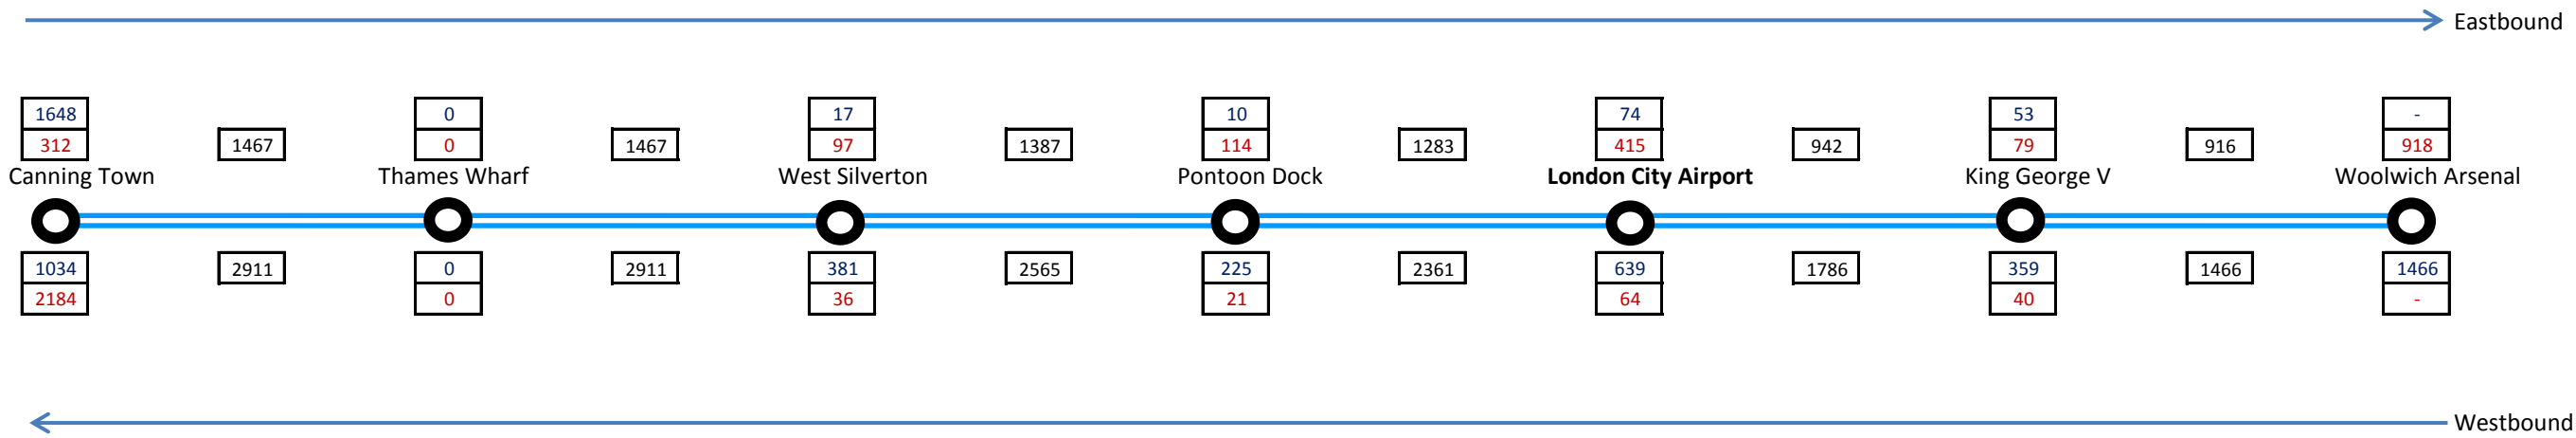 Eastbound
1648 0 17 10 74 53 -
312 1467 0 1467 97 1387 114 1283 415 942 79 916 918
Canning Town Thames Wharf West Silverton Pontoon Dock London City Airport King George V Woolwich Arsenal
1034 2911 0 2911 381 2565 225 2361 639 1786 359 1466 1466
2184 0 36 21 64 40 -
Westbound